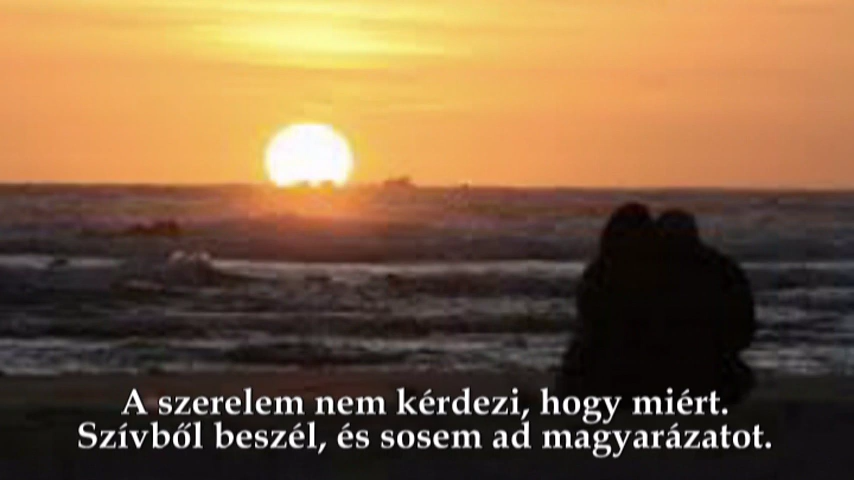 A szerelem nem kérdezi, hogy miért.
Szívből beszél, és sosem ad magyarázatot.